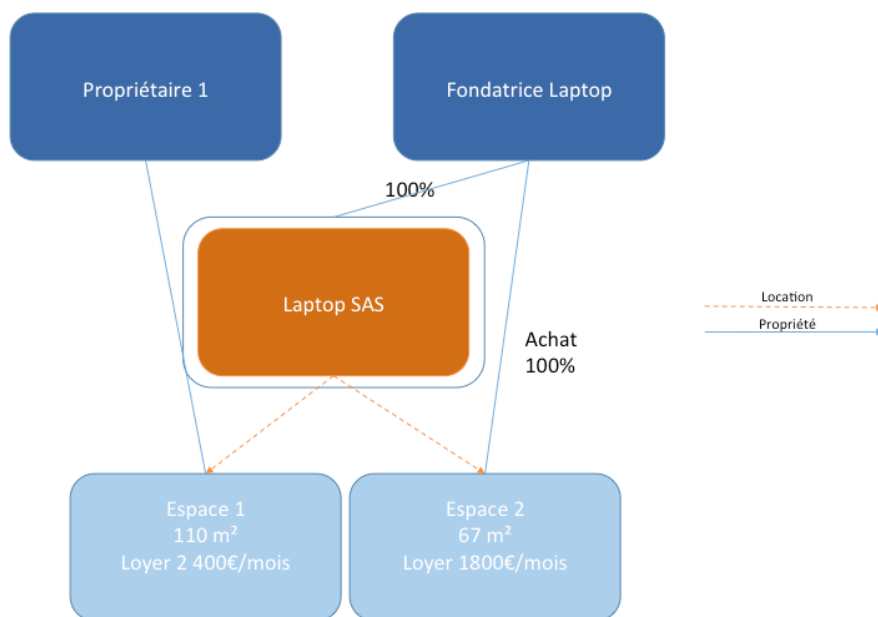 Propriétaire 1
Fondatrice Laptop
100%
Laptop SAS
Location
Propriété
Achat
100%
Espace 1
110 m²
Loyer 2 400€/mois
Espace 2
67 m²
Loyer 1800€/mois